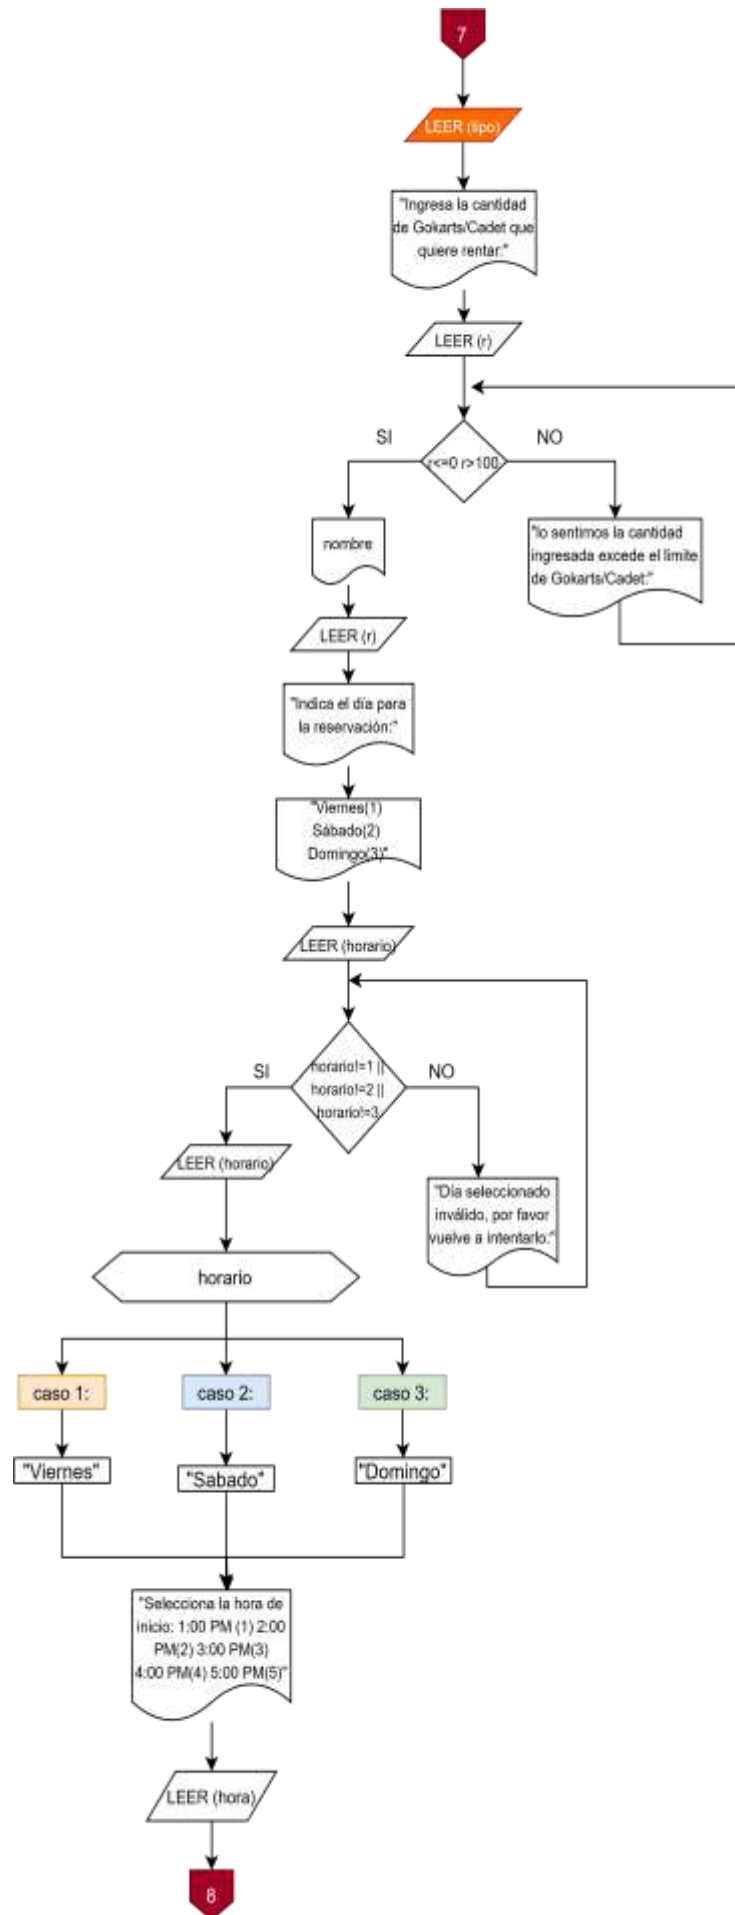 7
LEER (tipo)
"Ingresa la cantidad
de Gokarts/Cadet que
quiere rentar:"
LEER (r)
SI
NO
r<=0 r>100
nombre
"lo sentimos la cantidad
ingresada excede el limite
de Gokarts/Cadet:"
LEER (r)
"Indica el día para
la reservación:"
"Viernes(1)
Sábado(2)
Domingo(3)"
LEER (horario)
SI
NO
horario!=1 ||
horario!=2 ||
horario!=3
LEER (horario)
"Día seleccionado
inválido, por favor
vuelve a intentarlo:"
horario
caso 1:
caso 2:
caso 3:
"Viernes"
"Sabado"
"Domingo"
"Selecciona la hora de
inicio: 1:00 PM (1) 2:00
PM(2) 3:00 PM(3)
4:00 PM(4) 5:00 PM(5)"
LEER (hora)
8